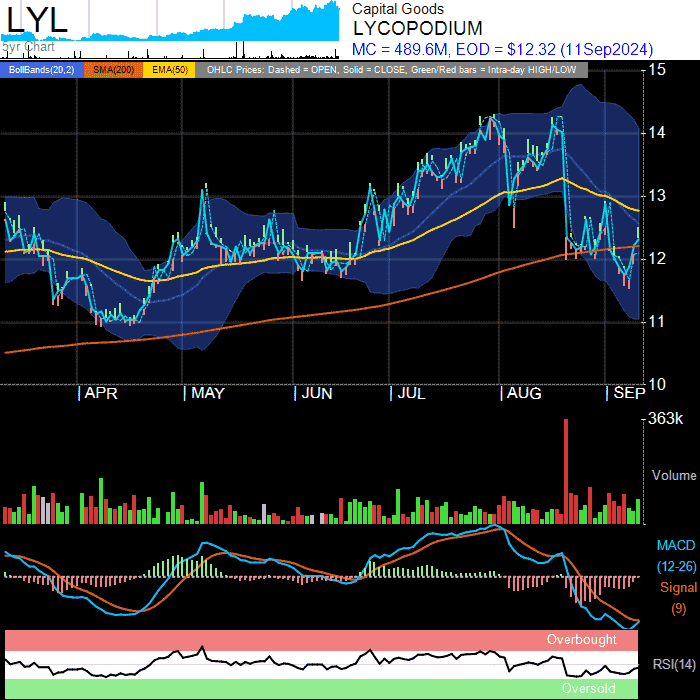 LYL
5yr Chart
Capital Goods
LYCOPODIUM
MC = 489.6M, EOD = $12.32 (11Sep2024)
BollBands(20,2) SMA(200) EMA(50) OHLC Prices: Dashed = OPEN, Solid = CLOSE, Green/Red bars = Intra-day HIGH/LOW
15
14
13
12
11
10
APR MAY JUN JUL AUG SEP
363k
Volume
MACD
(12-26)
Signal
(9)
Overbought
RSI(14)
Oversold